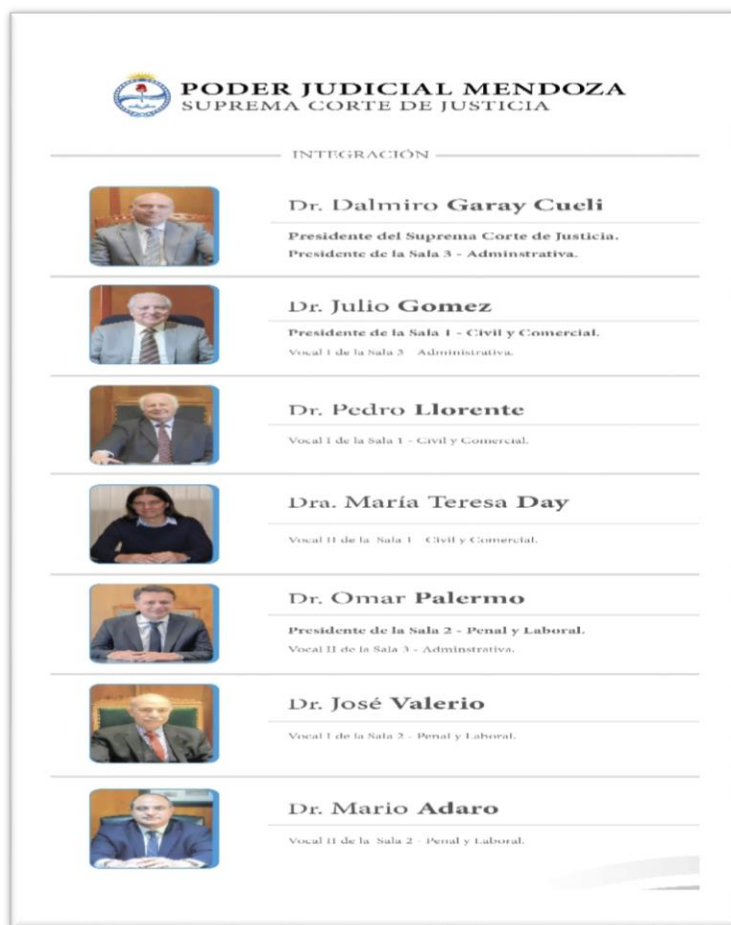 PODER JUDICIAL MENDOZA
SUPREMA CORTE DE JUSTICIA
INTEGRACIÓN
Dr. Dalmiro Garay Cueli
Presidente del Suprema Corte de Justicia.
Presidente de la Sala 3 - Adminstrativa.
Dr. Julio Gomez
Presidente de la Sala 1 - Civil y Comercial.
Vocal I de la Sala 3 - Administrativa.
Dr. Pedro Llorente
Vocal I de la Sala 1 - Civil y Comercial.
Dra. María Teresa Day
Vocal II de la Sala 1 - Civil y Comercial.
Dr. Omar Palermo
Presidente de la Sala 2 - Penal y Laboral.
Vocal II de la Sala 3 - Adminstrativa.
Dr. José Valerio
Vocal I de la Sala 2 - Penal y Laboral.
Dr. Mario Adaro
Vocal II de la Sala 2 - Penal y Laboral.